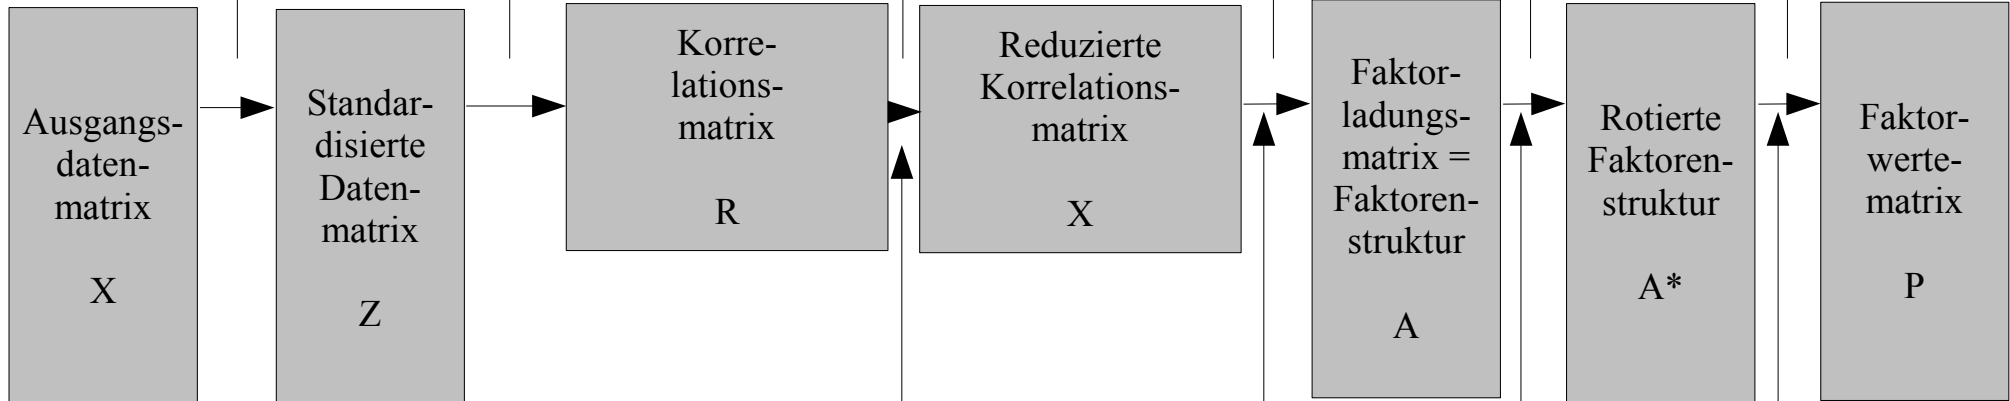 Ausgangs-
daten-
matrix
X
Standar-
disierte
Daten-
matrix
Z
Korre-
lations-
matrix
R
Reduzierte
Korrelations-
matrix
X
Faktor-
ladungs-
matrix =
Faktoren-
struktur
A
Rotierte
Faktoren-
struktur
A*
Faktor-
werte-
matrix
P